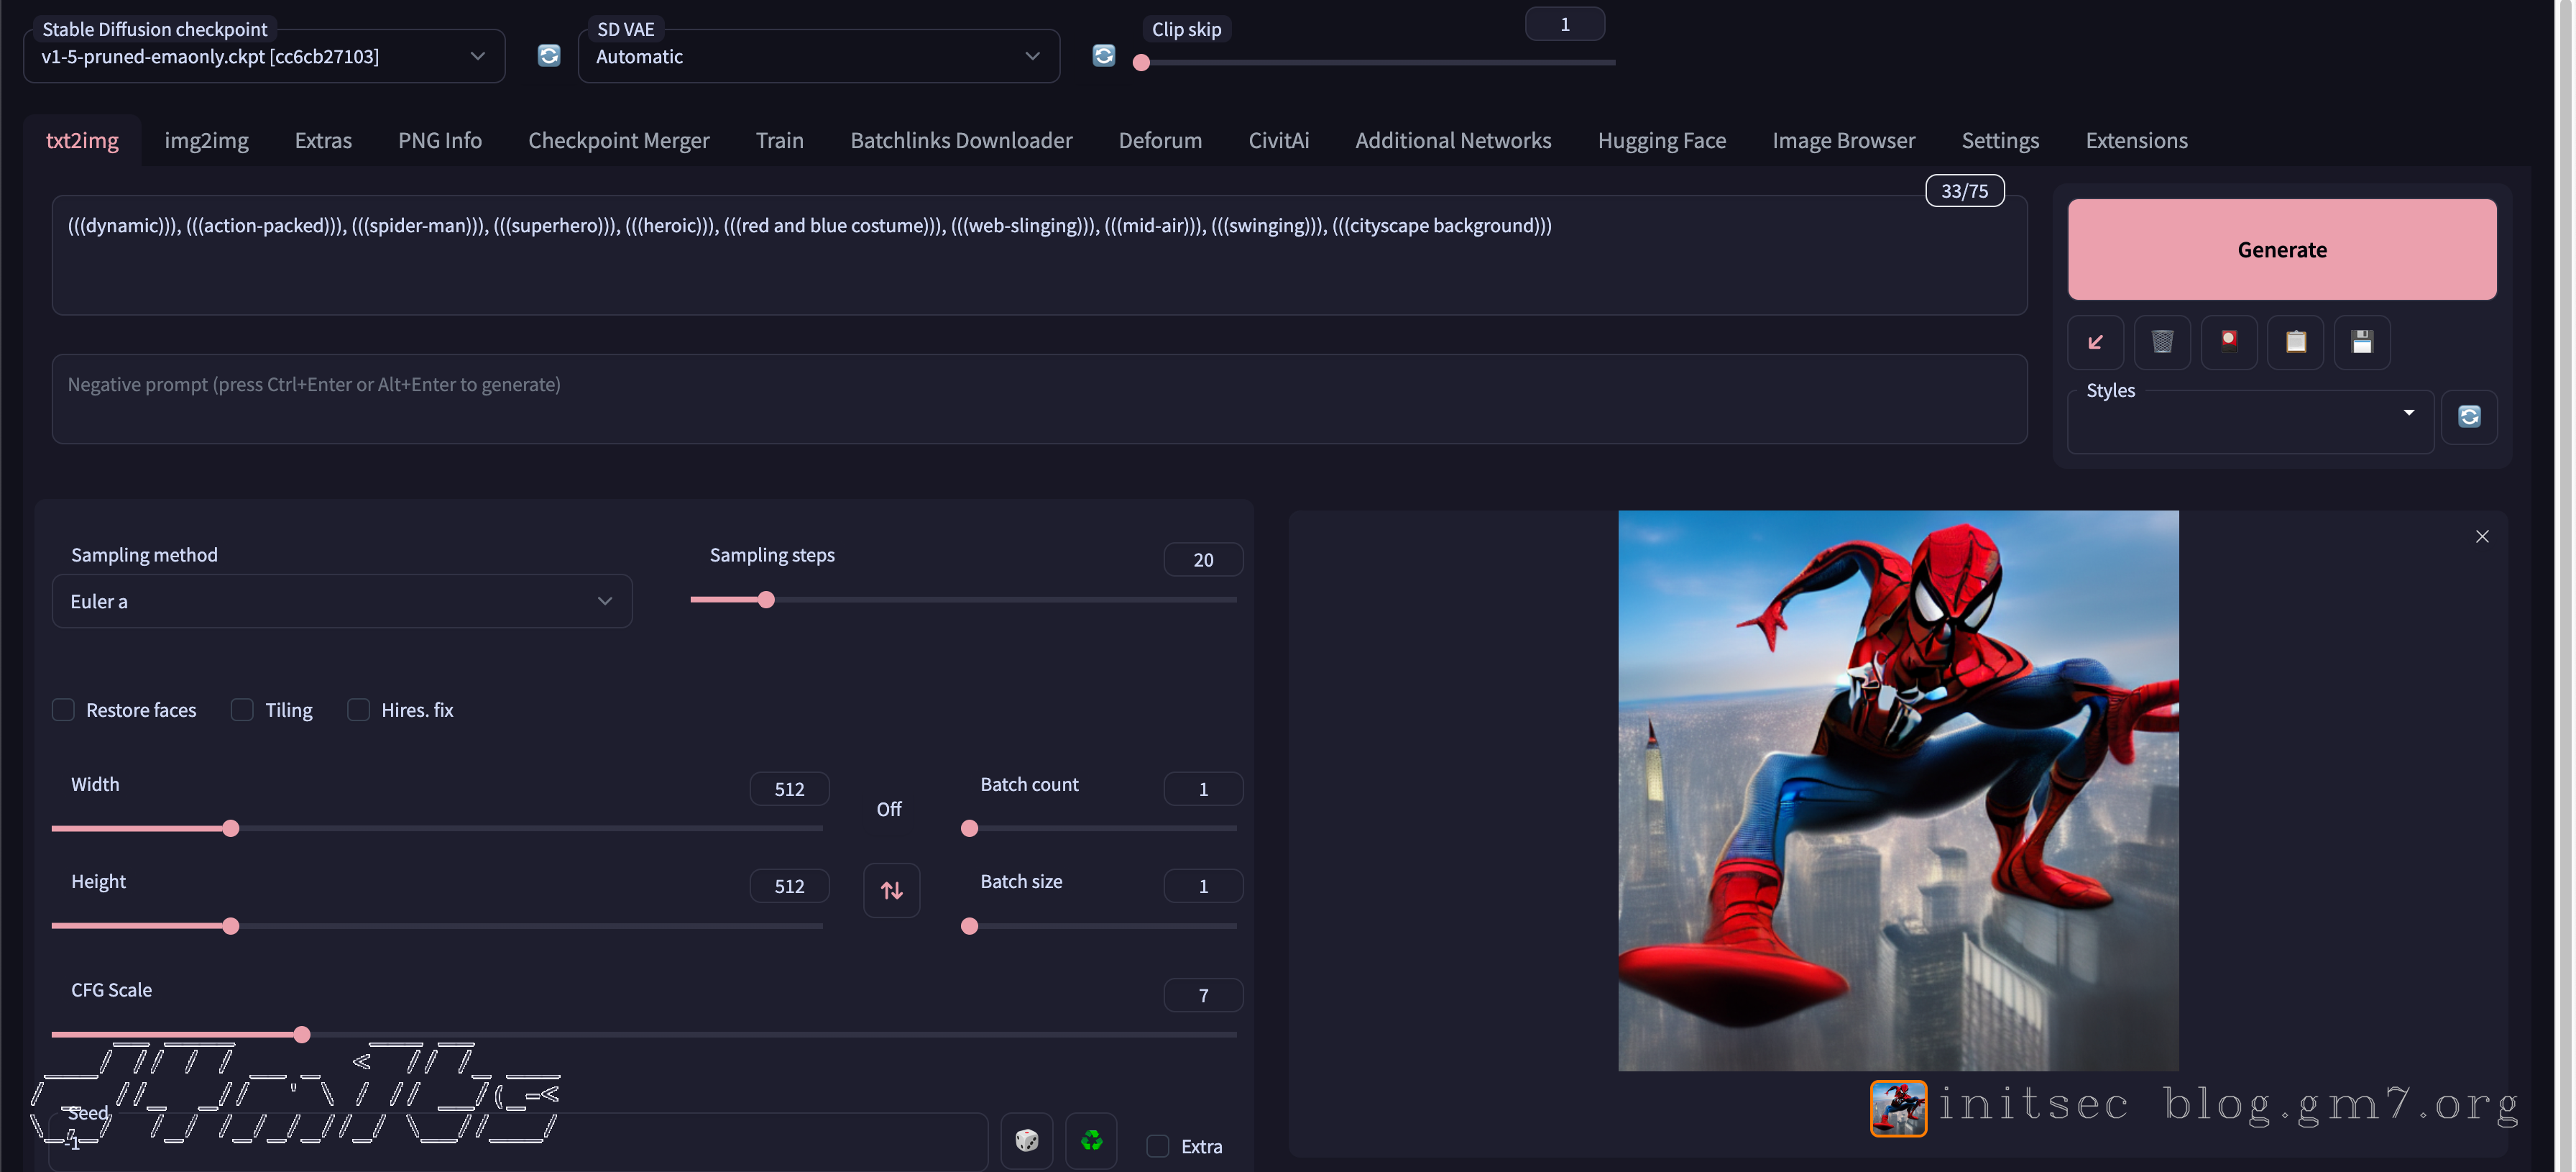 Stable Diffusion checkpoint
v1-5-pruned-emaonly.ckpt [cc6cb27103]
SD VAE
Automatic
Clip skip
1
txt2img img2img Extras PNG Info Checkpoint Merger Train Batchlinks Downloader Deforum CivitAi Additional Networks Hugging Face Image Browser Settings Extensions
33/75
(((dynamic))), (((action-packed))), (((spider-man))), (((superhero))), (((heroic))), (((red and blue costume))), (((web-slinging))), (((mid-air))), (((swinging))), (((cityscape background)))
Generate
Negative prompt (press Ctrl+Enter or Alt+Enter to generate)
Styles
Sampling method
Euler a
Sampling steps
20
Restore faces Tiling Hires. fix
Width
512
Off
Batch count
1
Height
512
Batch size
1
CFG Scale
7
Seed
-1
Extra
initsec blog.gm7.org